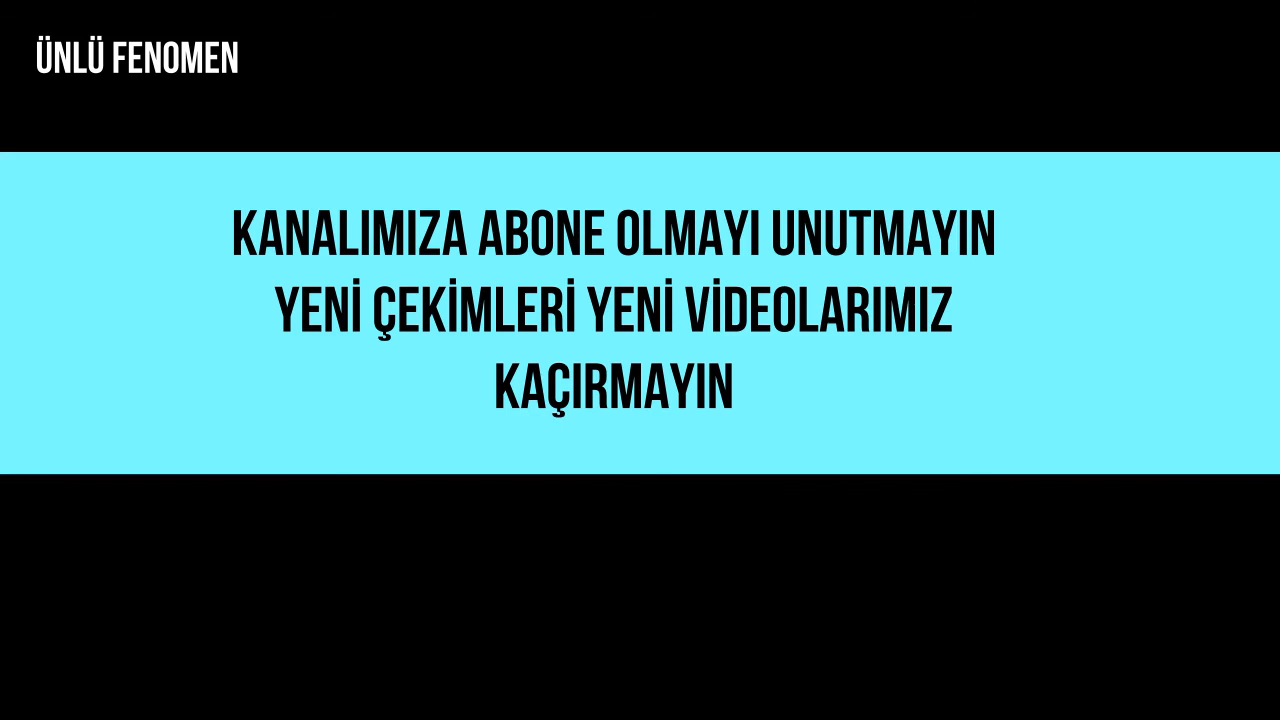 ÜNLÜ FENOMEN
KANALIMIZA ABONE OLMAYI UNUTMAYIN
YENİ ÇEKİMLERİ YENİ VİDEOLARIMIZ
KAÇIRMAYIN